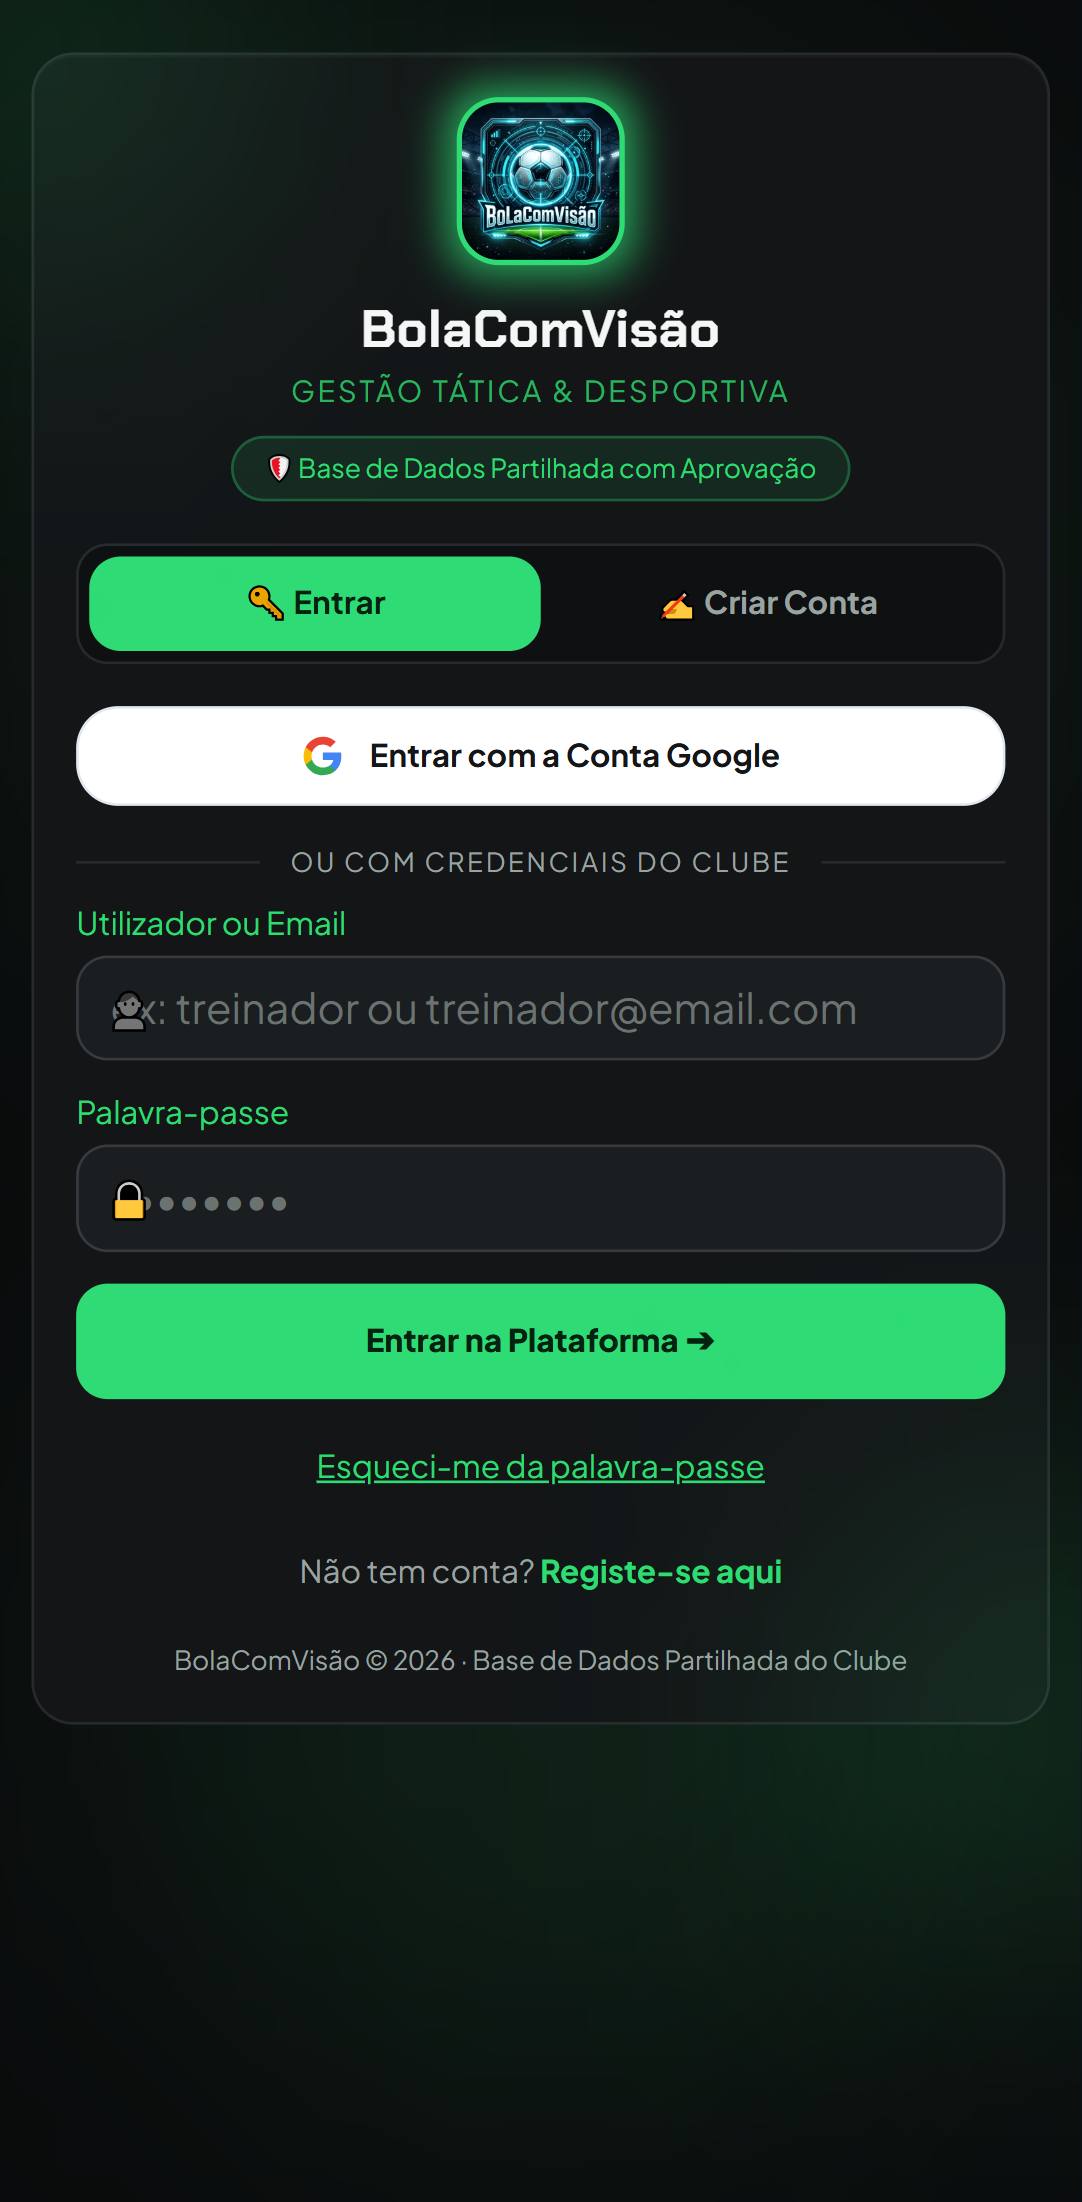 BoLaComVisão
BolaComVisão
GESTÃO TÁTICA & DESPORTIVA
Base de Dados Partilhada com Aprovação
Entrar
Criar Conta
Entrar com a Conta Google
OU COM CREDENCIAIS DO CLUBE
Utilizador ou Email
x: treinador ou treinador@email.com
Palavra-passe
Entrar na Plataforma ➔
Esqueci-me da palavra-passe
Não tem conta? Registe-se aqui
BolaComVisão © 2026 · Base de Dados Partilhada do Clube